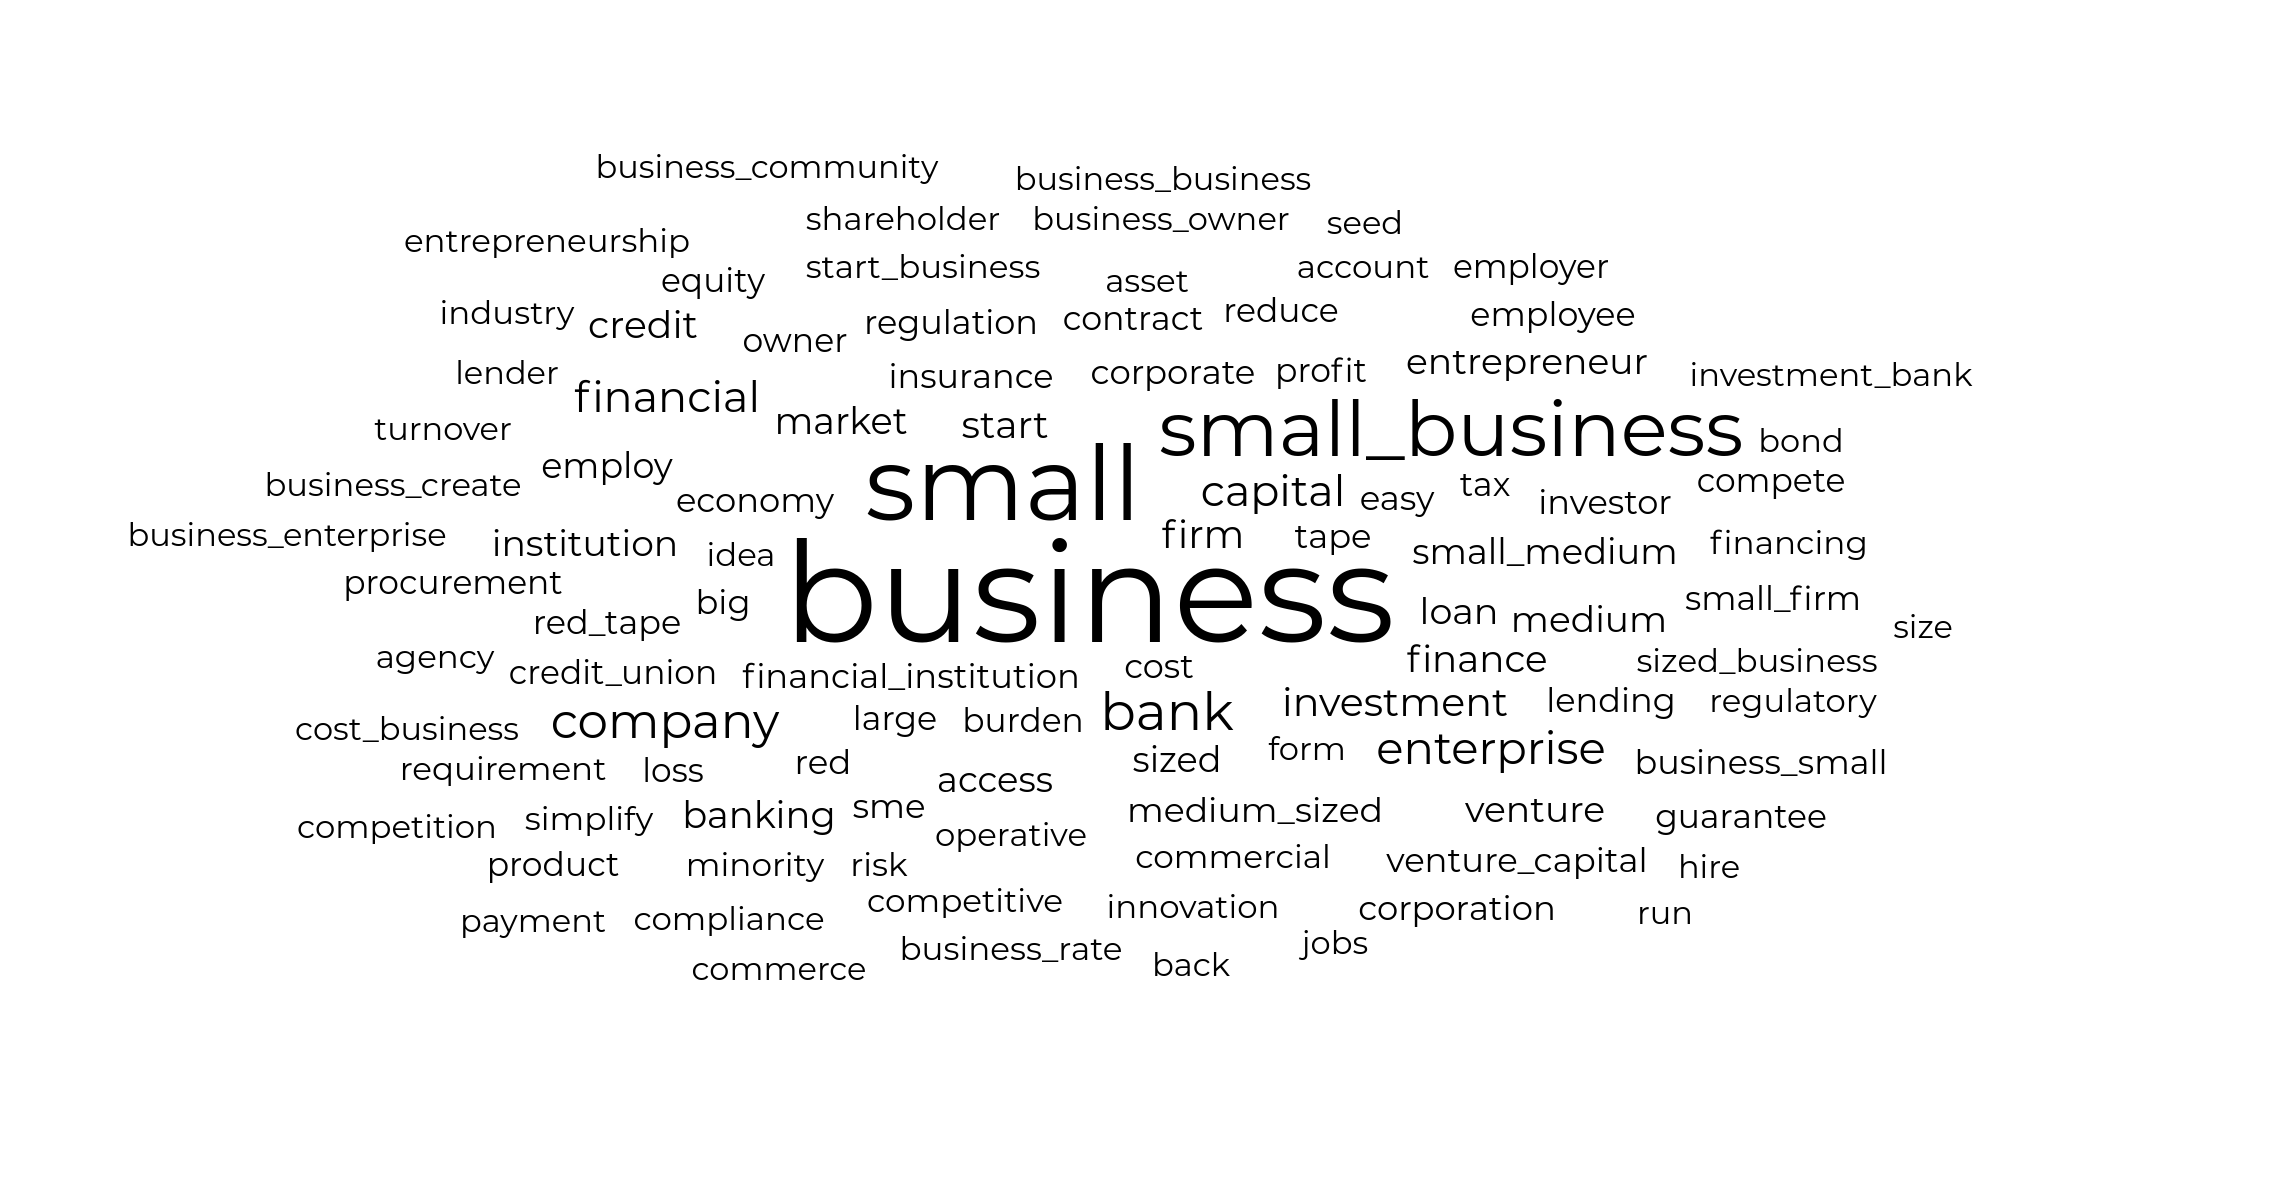 business_community
business_business
shareholder business_owner seed
entrepreneurship
start_business account employer
equity asset
industry credit owner regulation contract reduce employee
lender insurance corporate profit entrepreneur investment_bank
financial market start small_business
turnover bond
business_create employ economy small capital easy tax investor compete
business_enterprise institution idea firm tape small_medium financing
procurement big business loan medium small_firm
red_tape size
agency credit_union financial_institution cost finance sized_business
cost_business company large burden bank investment lending regulatory
requirement loss red access sized form enterprise business_small
competition simplify banking sme operative medium_sized venture guarantee
product minority risk commercial venture_capital hire
payment compliance competitive innovation corporation run
commerce business_rate back jobs